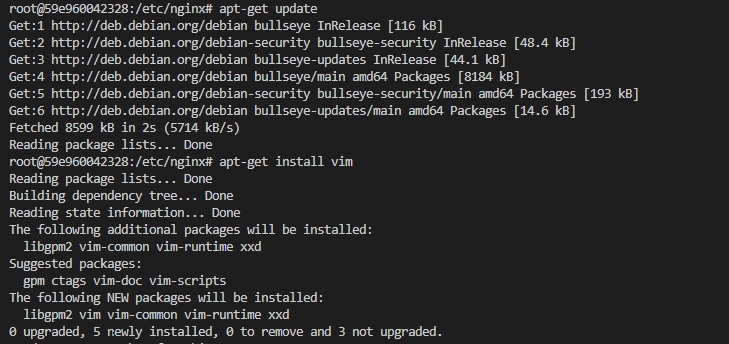 root@59e960042328:/etc/nginx# apt-get update
Get:1 http://deb.debian.org/debian bullseye InRelease [116 kB]
Get:2 http://deb.debian.org/debian-security bullseye-security InRelease [48.4 kB]
Get:3 http://deb.debian.org/debian bullseye-updates InRelease [44.1 kB]
Get:4 http://deb.debian.org/debian bullseye/main amd64 Packages [8184 kB]
Get:5 http://deb.debian.org/debian-security bullseye-security/main amd64 Packages [193 kB]
Get:6 http://deb.debian.org/debian bullseye-updates/main amd64 Packages [14.6 kB]
Fetched 8599 kB in 2s (5714 kB/s)
Reading package lists... Done
root@59e960042328:/etc/nginx# apt-get install vim
Reading package lists... Done
Building dependency tree... Done
Reading state information... Done
The following additional packages will be installed:
  libgpm2 vim-common vim-runtime xxd
Suggested packages:
  gpm ctags vim-doc vim-scripts
The following NEW packages will be installed:
  libgpm2 vim vim-common vim-runtime xxd
0 upgraded, 5 newly installed, 0 to remove and 3 not upgraded.